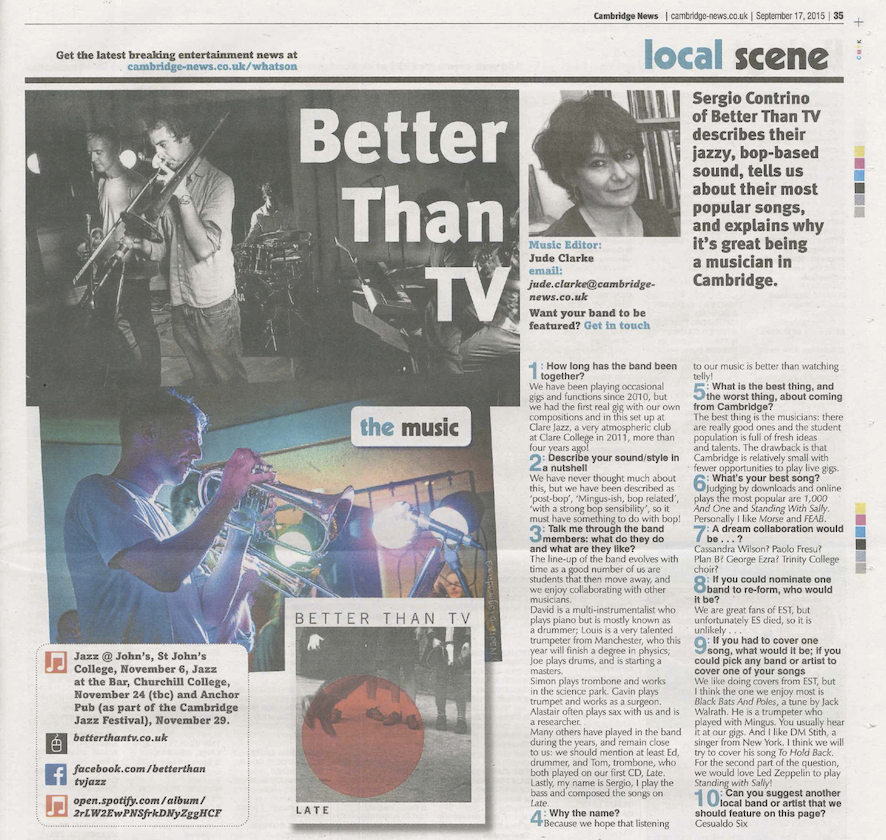 Cambridge News | cambridge-news.co.uk | September 17, 2015 | 35
Get the latest breaking entertainment news at
cambridge-news.co.uk/whatson
local scene
Better
Than
TV
the music
BETTER THAN TV
LATE
Jazz @ John's, St John's
College, November 6, Jazz
at the Bar, Churchill College,
November 24 (tbc) and Anchor
Pub (as part of the Cambridge
Jazz Festival), November 29.
betterthantv.co.uk
facebook.com/betterthan
tvjazz
open.spotify.com/album/
2rLW2EwPNSfrkDNyZggHCF
Music Editor:
Jude Clarke
email:
jude.clarke@cambridge-
news.co.uk
Want your band to be
featured? Get in touch
Sergio Contrino
of Better Than TV
describes their
jazzy, bop-based
sound, tells us
about their most
popular songs,
and explains why
it's great being
a musician in
Cambridge.
1: How long has the band been
together?
We have been playing occasional
gigs and functions since 2010, but
we had the first real gig with our own
compositions and in this set up at
Clare Jazz, a very atmospheric club
at Clare College in 2011, more than
four years ago!
2: Describe your sound/style in
a nutshell
We have never thought much about
this, but we have been described as
'post-bop', 'Mingus-ish, bop related',
'with a strong bop sensibility', so it
must have something to do with bop!
3: Talk me through the band
members: what do they do
and what are they like?
The line-up of the band evolves with
time as a good number of us are
students that then move away, and
we enjoy collaborating with other
musicians.
David is a multi-instrumentalist who
plays piano but is mostly known as
a drummer; Louis is a very talented
trumpeter from Manchester, who this
year will finish a degree in physics;
Joe plays drums, and is starting a
masters.
Simon plays trombone and works
in the science park. Gavin plays
trumpet and works as a surgeon.
Alastair often plays sax with us and is
a researcher.
Many others have played in the band
during the years, and remain close
to us: we should mention at least Ed,
drummer, and Tom, trombone, who
both played on our first CD, Late.
Lastly, my name is Sergio, I play the
bass and composed the songs on
Late.
4: Why the name?
Because we hope that listening
to our music is better than watching
telly!
5: What is the best thing, and
the worst thing, about coming
from Cambridge?
The best thing is the musicians: there
are really good ones and the student
population is full of fresh ideas
and talents. The drawback is that
Cambridge is relatively small with
fewer opportunities to play live gigs.
6: What's your best song?
Judging by downloads and online
plays the most popular are 1,000
And One and Standing With Sally.
Personally I like Morse and FEAB.
7: A dream collaboration would
be . . . ?
Cassandra Wilson? Paolo Fresu?
Plan B? George Ezra? Trinity College
choir?
8: If you could nominate one
band to re-form, who would
it be?
We are great fans of EST, but
unfortunately ES died, so it is
unlikely . . .
9: If you had to cover one
song, what would it be; if you
could pick any band or artist to
cover one of your songs
We like doing covers from EST, but
I think the one we enjoy most is
Black Bats And Poles, a tune by Jack
Walrath. He is a trumpeter who
played with Mingus. You usually hear
it at our gigs. And I like DM Stith, a
singer from New York. I think we will
try to cover his song To Hold Back.
For the second part of the question,
we would love Led Zeppelin to play
Standing with Sally!
10: Can you suggest another
local band or artist that we
should feature on this page?
Gesualdo Six